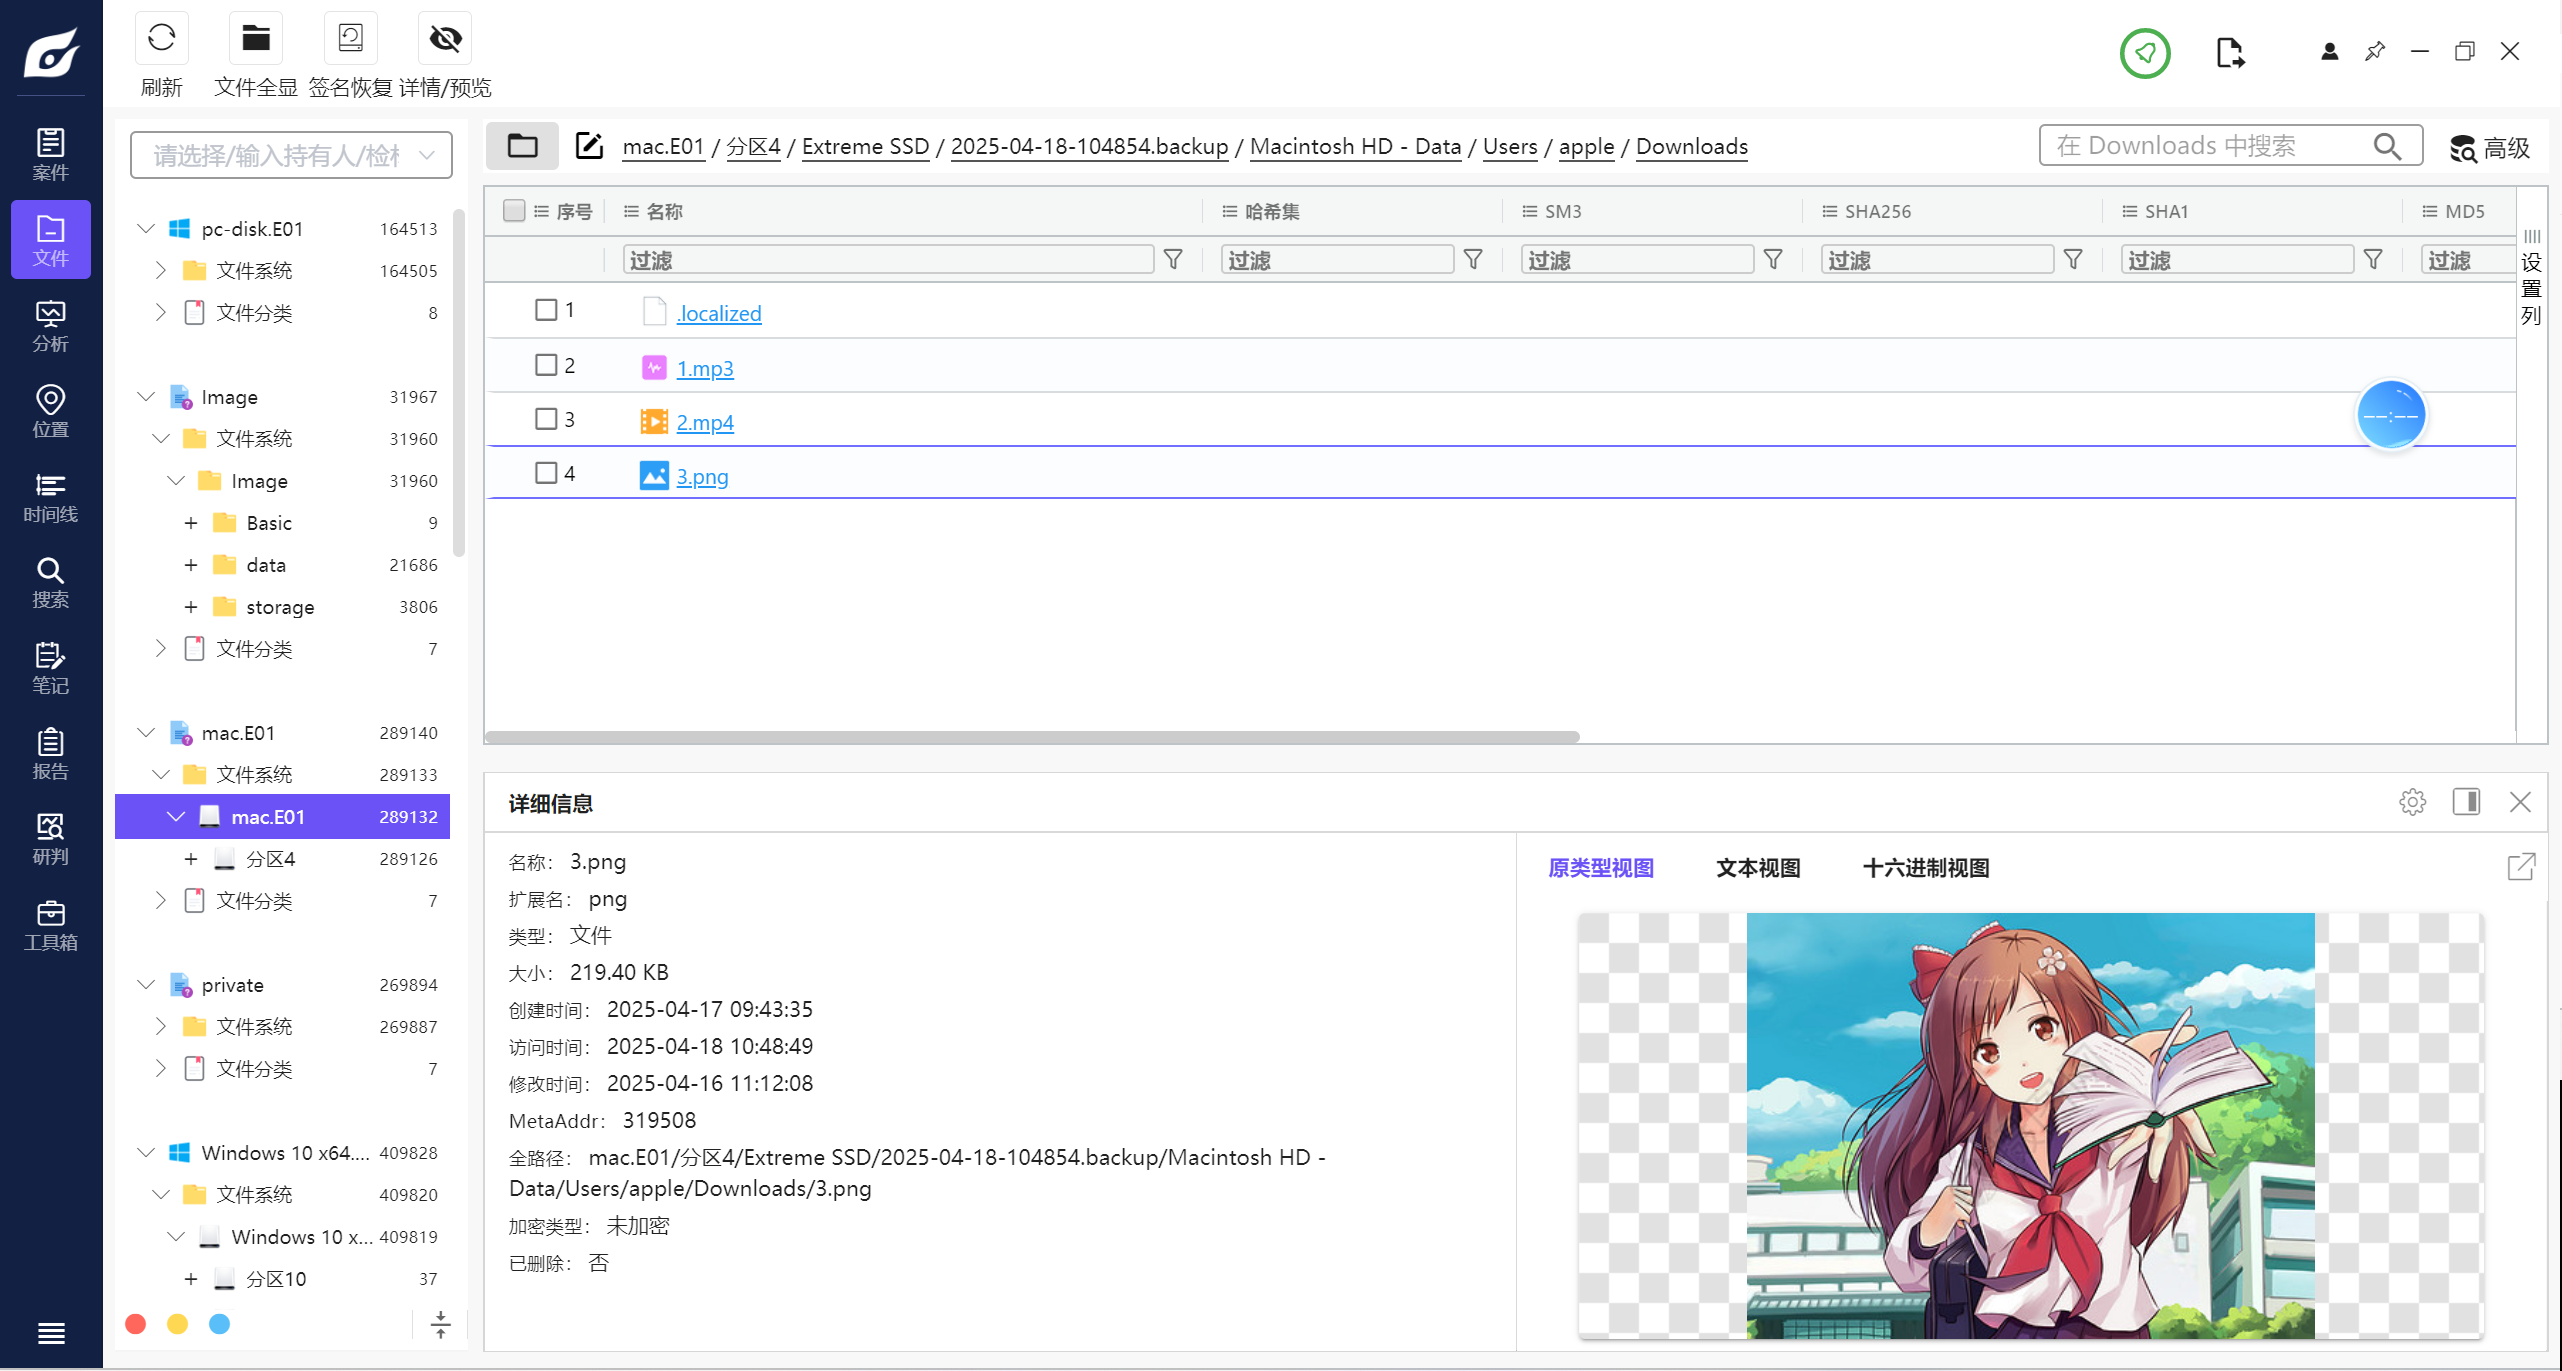 刷新
文件全显
签名恢复
详情/预览
案件
文件
分析
位置
时间线
搜索
笔记
报告
研判
工具箱
请选择/输入持有人/检材
pc-disk.E01 164513
文件系统 164505
文件分类 8
Image 31967
文件系统 31960
Image 31960
Basic 9
data 21686
storage 3806
文件分类 7
mac.E01 289140
文件系统 289133
mac.E01 289132
分区4 289126
文件分类 7
private 269894
文件系统 269887
文件分类 7
Windows 10 x64.... 409828
文件系统 409820
Windows 10 x... 409819
分区10 37
mac.E01 / 分区4 / Extreme SSD / 2025-04-18-104854.backup / Macintosh HD - Data / Users / apple / Downloads
在 Downloads 中搜索
高级
序号 名称 哈希集 SM3 SHA256 SHA1 MD5
过滤 过滤 过滤 过滤 过滤 过滤
1 .localized
2 1.mp3
3 2.mp4
4 3.png
设置列
--:--
详细信息
名称: 3.png
扩展名: png
类型: 文件
大小: 219.40 KB
创建时间: 2025-04-17 09:43:35
访问时间: 2025-04-18 10:48:49
修改时间: 2025-04-16 11:12:08
MetaAddr: 319508
全路径: mac.E01/分区4/Extreme SSD/2025-04-18-104854.backup/Macintosh HD -
Data/Users/apple/Downloads/3.png
加密类型: 未加密
已删除: 否
原类型视图 文本视图 十六进制视图